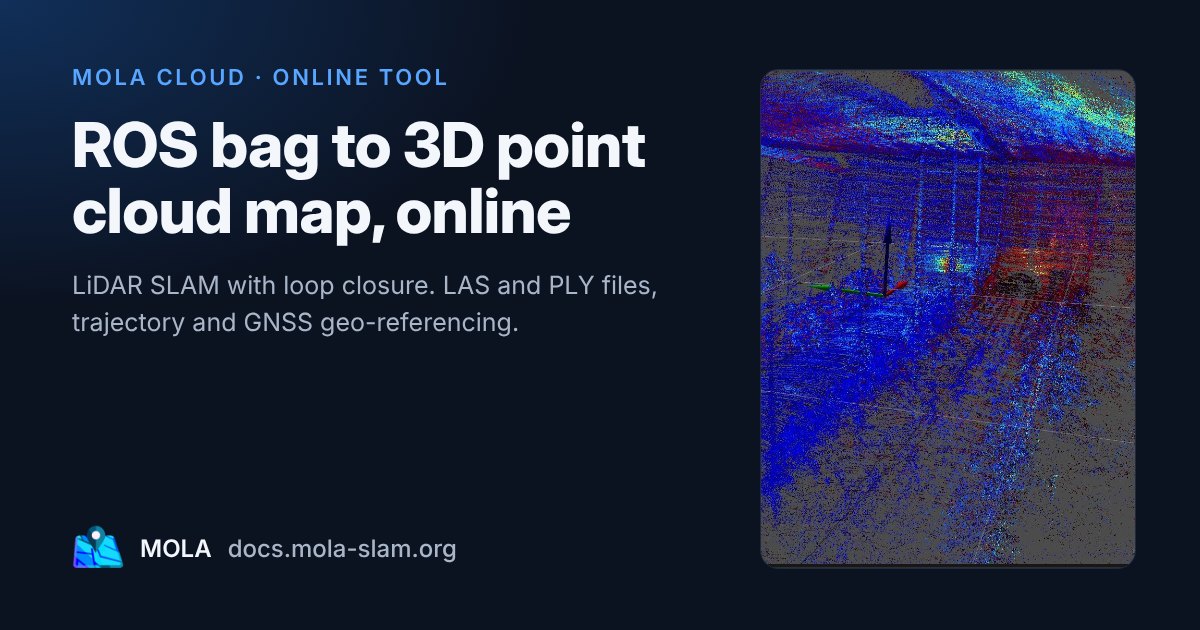 MOLA CLOUD · ONLINE TOOL
ROS bag to 3D point
cloud map, online
LiDAR SLAM with loop closure. LAS and PLY files,
trajectory and GNSS geo-referencing.
MOLA docs.mola-slam.org